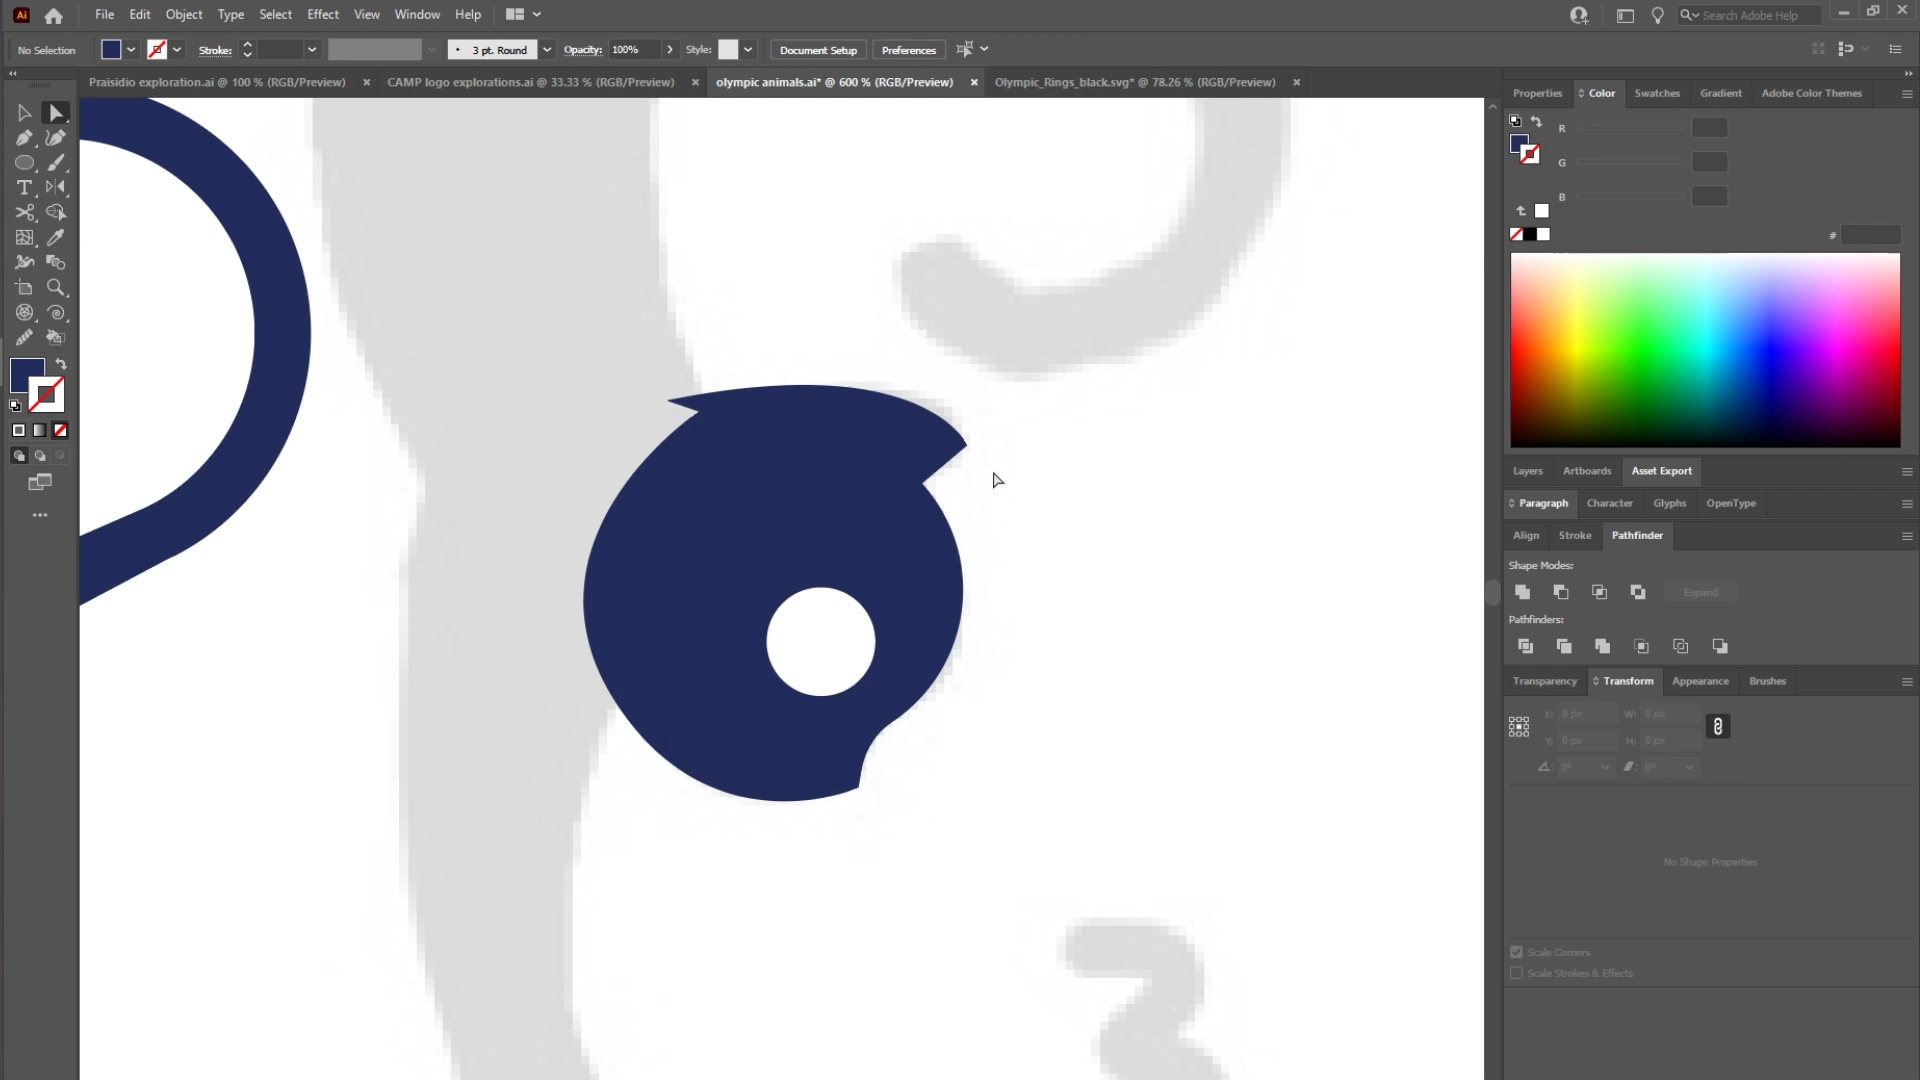 Ai File Edit Object Type Select Effect View Window Help Search Adobe Help
No Selection Stroke: 3 pt. Round Opacity: 100% Style: Document Setup Preferences
Praisidio exploration.ai @ 100 % (RGB/Preview) CAMP logo explorations.ai @ 33.33 % (RGB/Preview) olympic animals.ai* @ 600 % (RGB/Preview) Olympic_Rings_black.svg* @ 78.26 % (RGB/Preview)
Properties Color Swatches Gradient Adobe Color Themes
R
G
B
#
Layers Artboards Asset Export
Paragraph Character Glyphs OpenType
Align Stroke Pathfinder
Shape Modes:
Expand
Pathfinders:
Transparency Transform Appearance Brushes
X: 0 px W: 0 px
Y: 0 px H: 0 px
0° 0°
No Shape Properties
Scale Corners
Scale Strokes & Effects